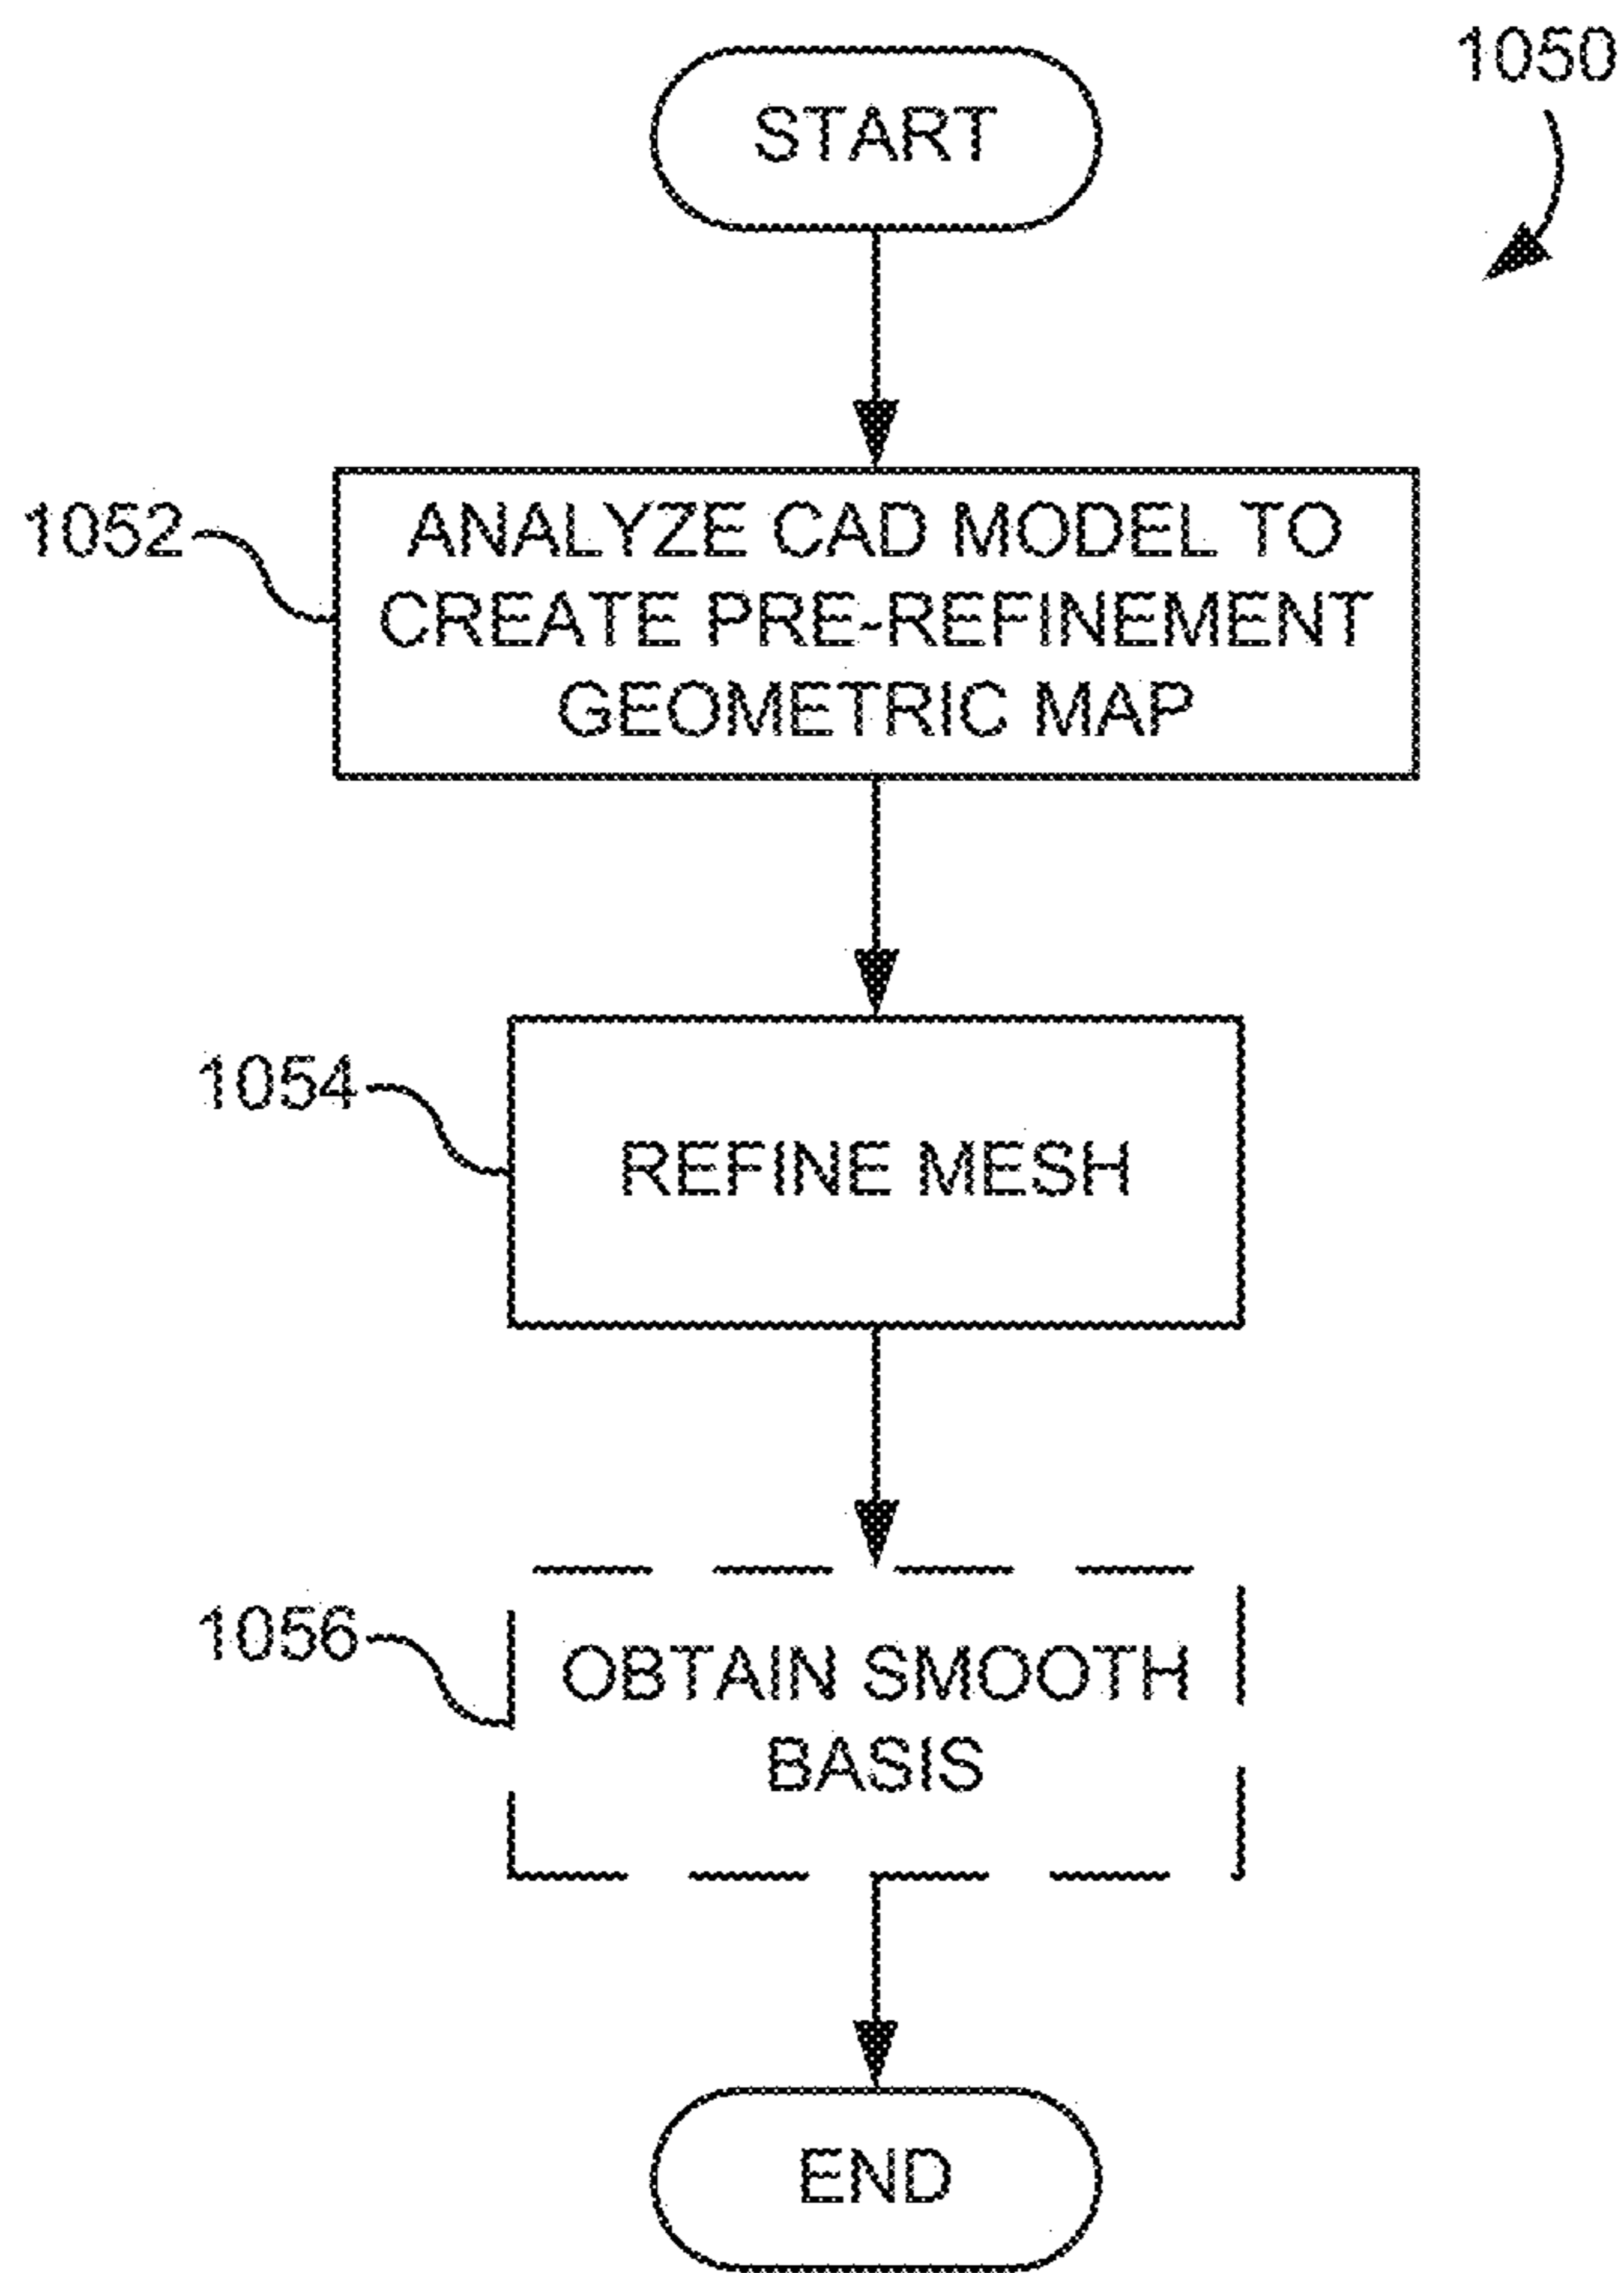 1050
START
1052
ANALYZE CAD MODEL TO
CREATE PRE-REFINEMENT
GEOMETRIC MAP
1054
REFINE MESH
1056
OBTAIN SMOOTH
BASIS
END